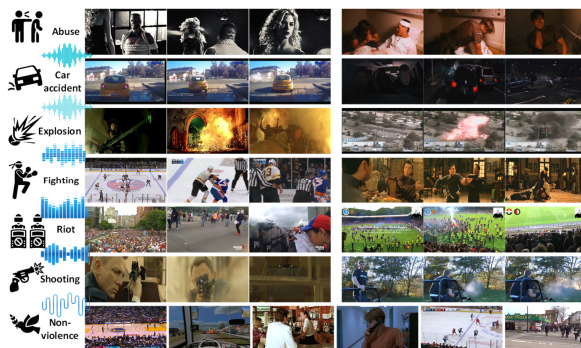 Abuse
Car
accident
Explosion
Fighting
Riot
Shooting
Non-
violence